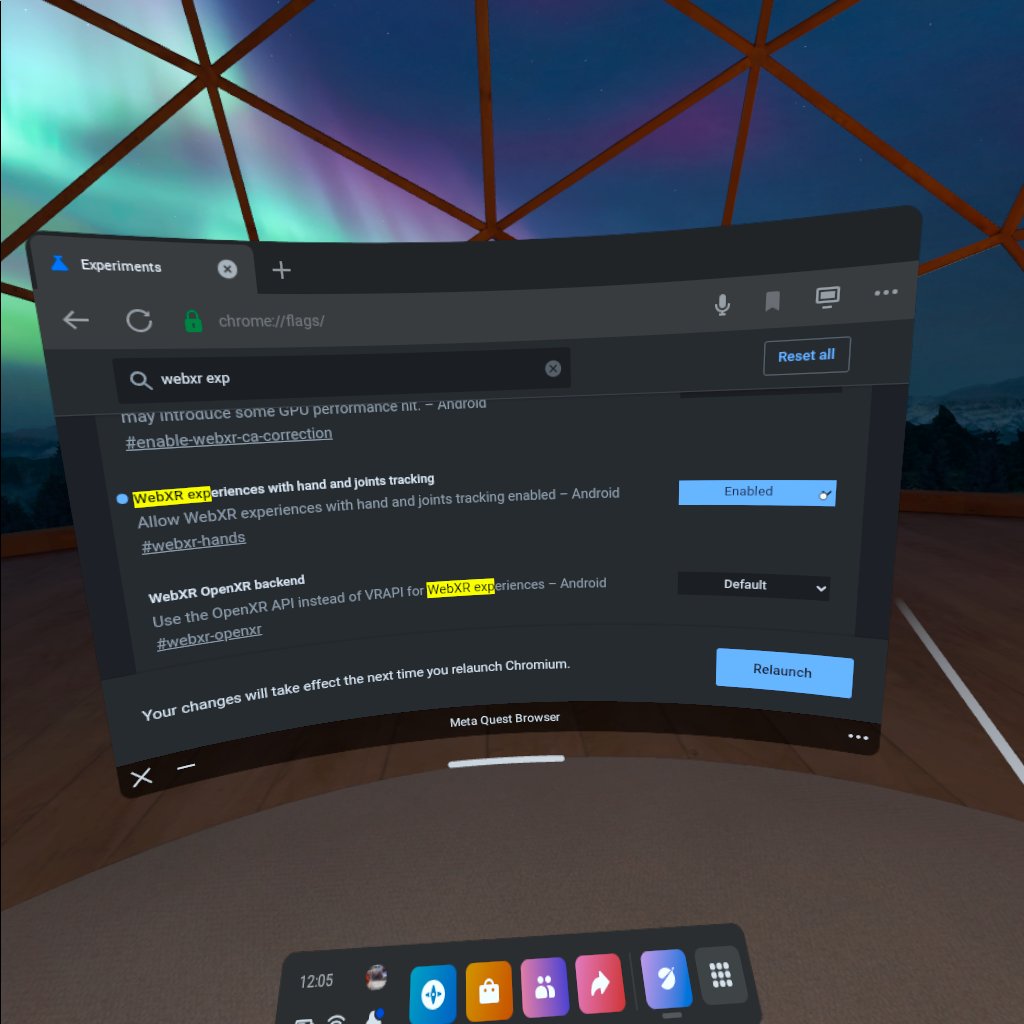 Experiments
chrome://flags/
webxr exp
Reset all
may introduce some GPU performance hit. – Android
#enable-webxr-ca-correction
WebXR experiences with hand and joints tracking
Allow WebXR experiences with hand and joints tracking enabled – Android
#webxr-hands
Enabled
WebXR OpenXR backend
Use the OpenXR API instead of VRAPI for WebXR experiences – Android
#webxr-openxr
Default
Your changes will take effect the next time you relaunch Chromium.
Relaunch
Meta Quest Browser
12:05